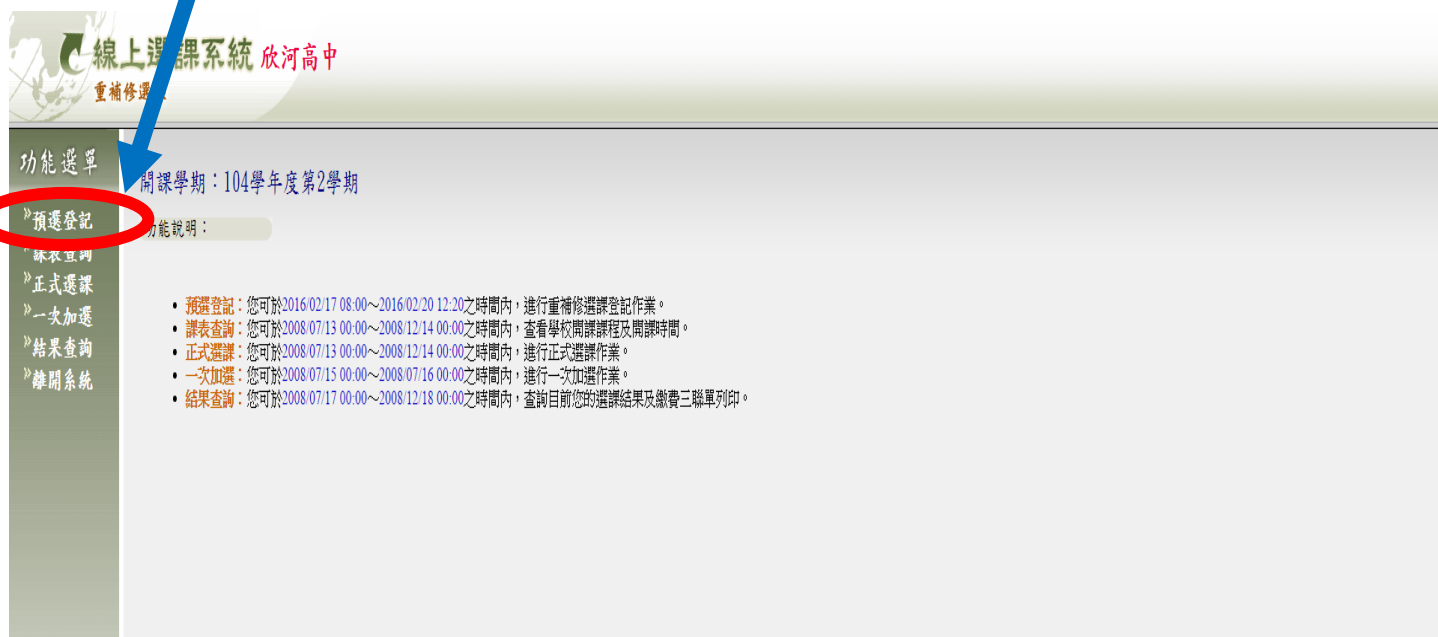 線上選課系統 欣河高中
重補修選
功能選單
開課學期：104學年度第2學期
»預選登記
功能說明：
»課表查詢
»正式選課
»一次加選
»結果查詢
»離開系統
• 預選登記：您可於2016/02/17 08:00～2016/02/20 12:20之時間內，進行重補修選課登記作業。
• 課表查詢：您可於2008/07/13 00:00～2008/12/14 00:00之時間內，查看學校開課課程及開課時間。
• 正式選課：您可於2008/07/13 00:00～2008/12/14 00:00之時間內，進行正式選課作業。
• 一次加選：您可於2008/07/15 00:00～2008/07/16 00:00之時間內，進行一次加選作業。
• 結果查詢：您可於2008/07/17 00:00～2008/12/18 00:00之時間內，查詢目前您的選課結果及繳費三聯單列印。